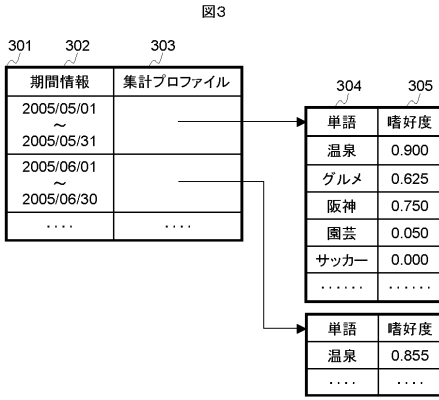 図3
301 302 303
期間情報 集計プロファイル
2005/05/01
～
2005/05/31
2005/06/01
～
2005/06/30
‥‥ ‥‥
304 305
単語 嗜好度
温泉 0.900
グルメ 0.625
阪神 0.750
園芸 0.050
サッカー 0.000
‥‥‥ ‥‥‥
単語 嗜好度
温泉 0.855
‥‥ ‥‥